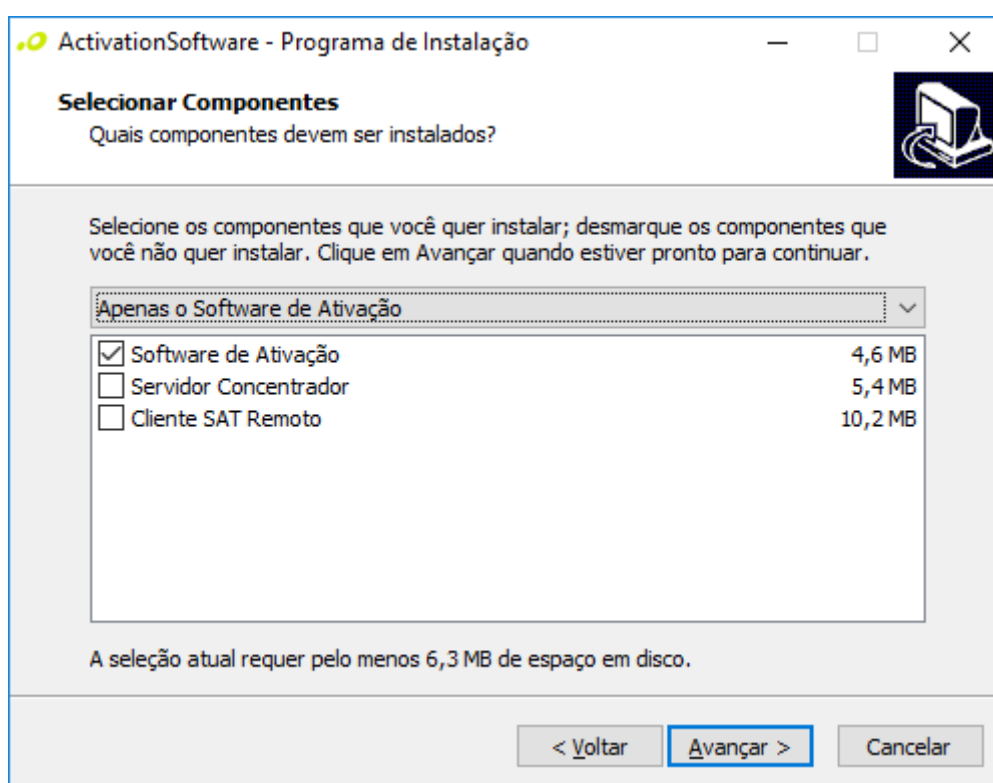 ActivationSoftware - Programa de Instalação
Selecionar Componentes
Quais componentes devem ser instalados?
Selecione os componentes que você quer instalar; desmarque os componentes que
você não quer instalar. Clique em Avançar quando estiver pronto para continuar.
Apenas o Software de Ativação
Software de Ativação 4,6 MB
Servidor Concentrador 5,4 MB
Cliente SAT Remoto 10,2 MB
A seleção atual requer pelo menos 6,3 MB de espaço em disco.
< Voltar Avançar > Cancelar